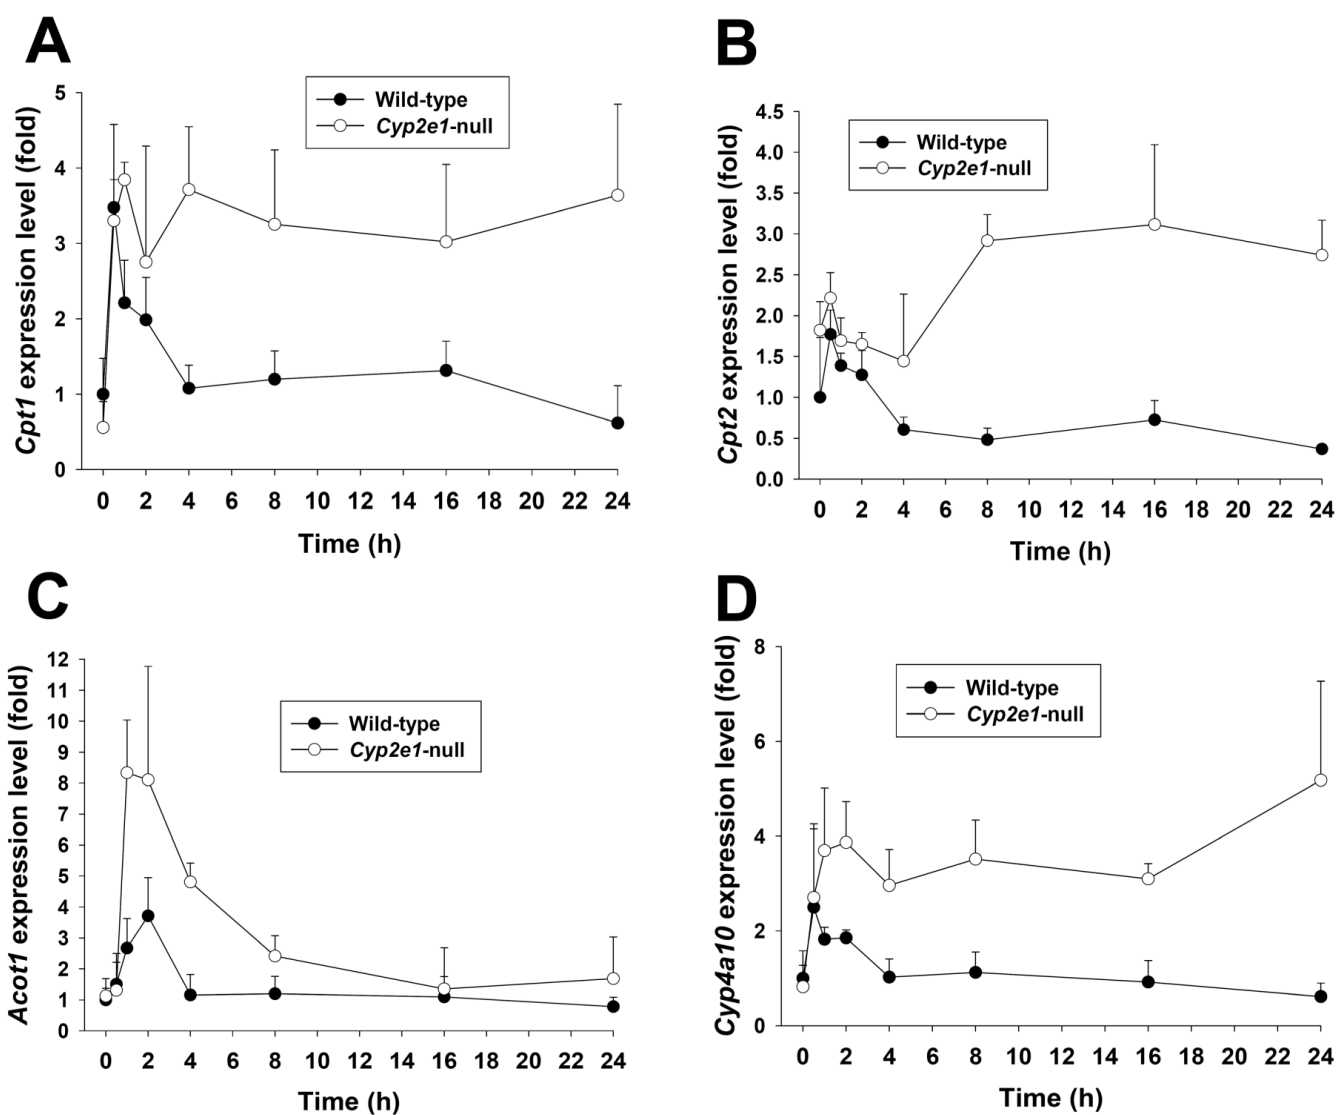 A
Wild-type
Cyp2e1-null
Cpt1 expression level (fold)
5
4
3
2
1
0
0 2 4 6 8 10 12 14 16 18 20 22 24
Time (h)
B
Wild-type
Cyp2e1-null
Cpt2 expression level (fold)
4.5
4.0
3.5
3.0
2.5
2.0
1.5
1.0
0.5
0.0
0 2 4 6 8 10 12 14 16 18 20 22 24
Time (h)
C
Wild-type
Cyp2e1-null
Acot1 expression level (fold)
12
11
10
9
8
7
6
5
4
3
2
1
0
0 2 4 6 8 10 12 14 16 18 20 22 24
Time (h)
D
Wild-type
Cyp2e1-null
Cyp4a10 expression level (fold)
8
6
4
2
0
0 2 4 6 8 10 12 14 16 18 20 22 24
Time (h)